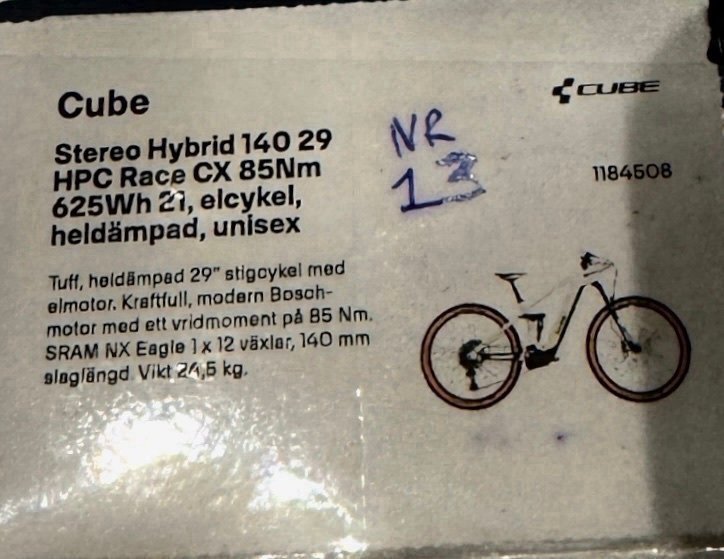 Cube
CUBE
Stereo Hybrid 140 29
HPC Race CX 85Nm
625Wh 21, elcykel,
heldämpad, unisex
NR
13
1184508
Tuff, heldämpad 29" stigcykel med
elmotor. Kraftfull, modern Bosch-
motor med ett vridmoment på 85 Nm.
SRAM NX Eagle 1 x 12 växlar, 140 mm
slaglängd. Vikt 24,5 kg.